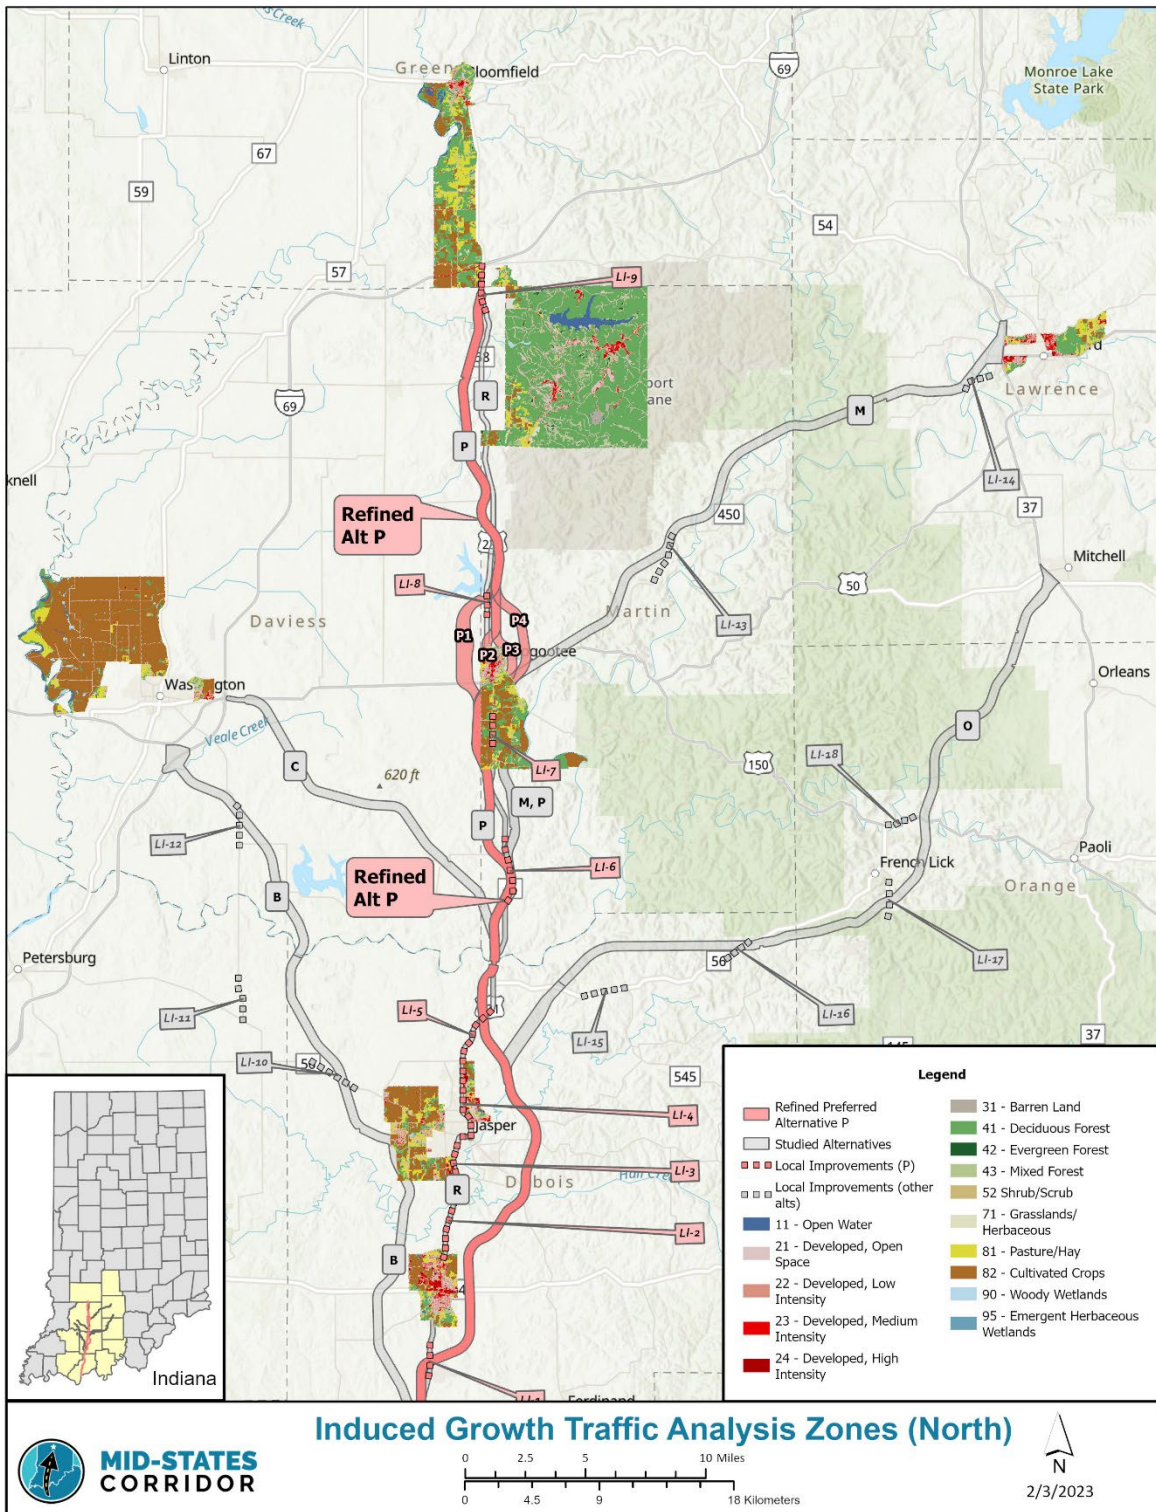 Linton
Greene
Bloomfield
69
Monroe Lake
State Park
67
59
54
57
LI-9
58
R
69
P
M
Lawrence
LI-14
37
knell
Refined
Alt P
450
Mitchell
LI-8
50
Daviess
Martin
LI-13
P1
P2
P3
P4
Orleans
Washington
Veale Creek
C
620 ft
LI-7
150
LI-18
O
M, P
P
LI-12
LI-6
French Lick
Paoli
Orange
Refined
Alt P
B
Petersburg
56
LI-17
LI-5
LI-11
LI-16
LI-15
37
LI-10
545
LI-4
Jasper
LI-3
Dubois
R
LI-2
B
Indiana
Legend
Refined Preferred
Alternative P
Studied Alternatives
Local Improvements (P)
Local Improvements (other
alts)
11 - Open Water
21 - Developed, Open
Space
22 - Developed, Low
Intensity
23 - Developed, Medium
Intensity
24 - Developed, High
Intensity
31 - Barren Land
41 - Deciduous Forest
42 - Evergreen Forest
43 - Mixed Forest
52 Shrub/Scrub
71 - Grasslands/
Herbaceous
81 - Pasture/Hay
82 - Cultivated Crops
90 - Woody Wetlands
95 - Emergent Herbaceous
Wetlands
MID-STATES
CORRIDOR
Induced Growth Traffic Analysis Zones (North)
0 2.5 5 10 Miles
0 4.5 9 18 Kilometers
N
2/3/2023